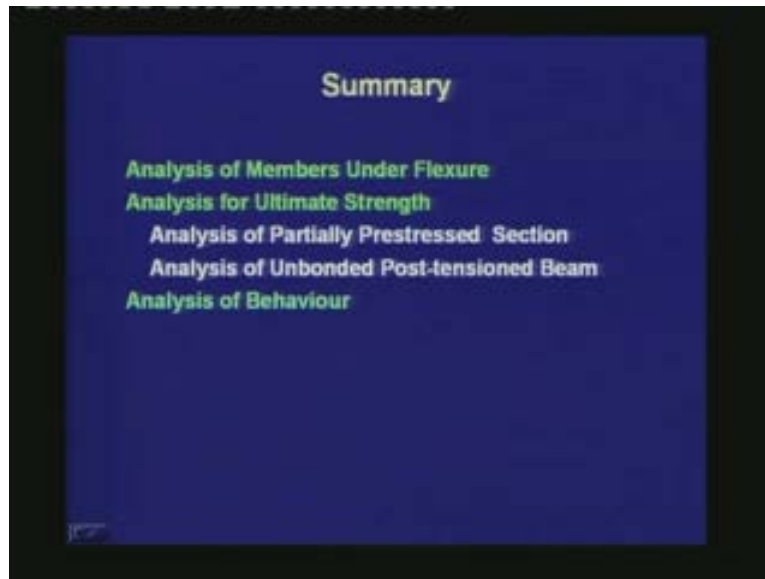 Summary
Analysis of Members Under Flexure
Analysis for Ultimate Strength
Analysis of Partially Prestressed Section
Analysis of Unbonded Post-tensioned Beam
Analysis of Behaviour